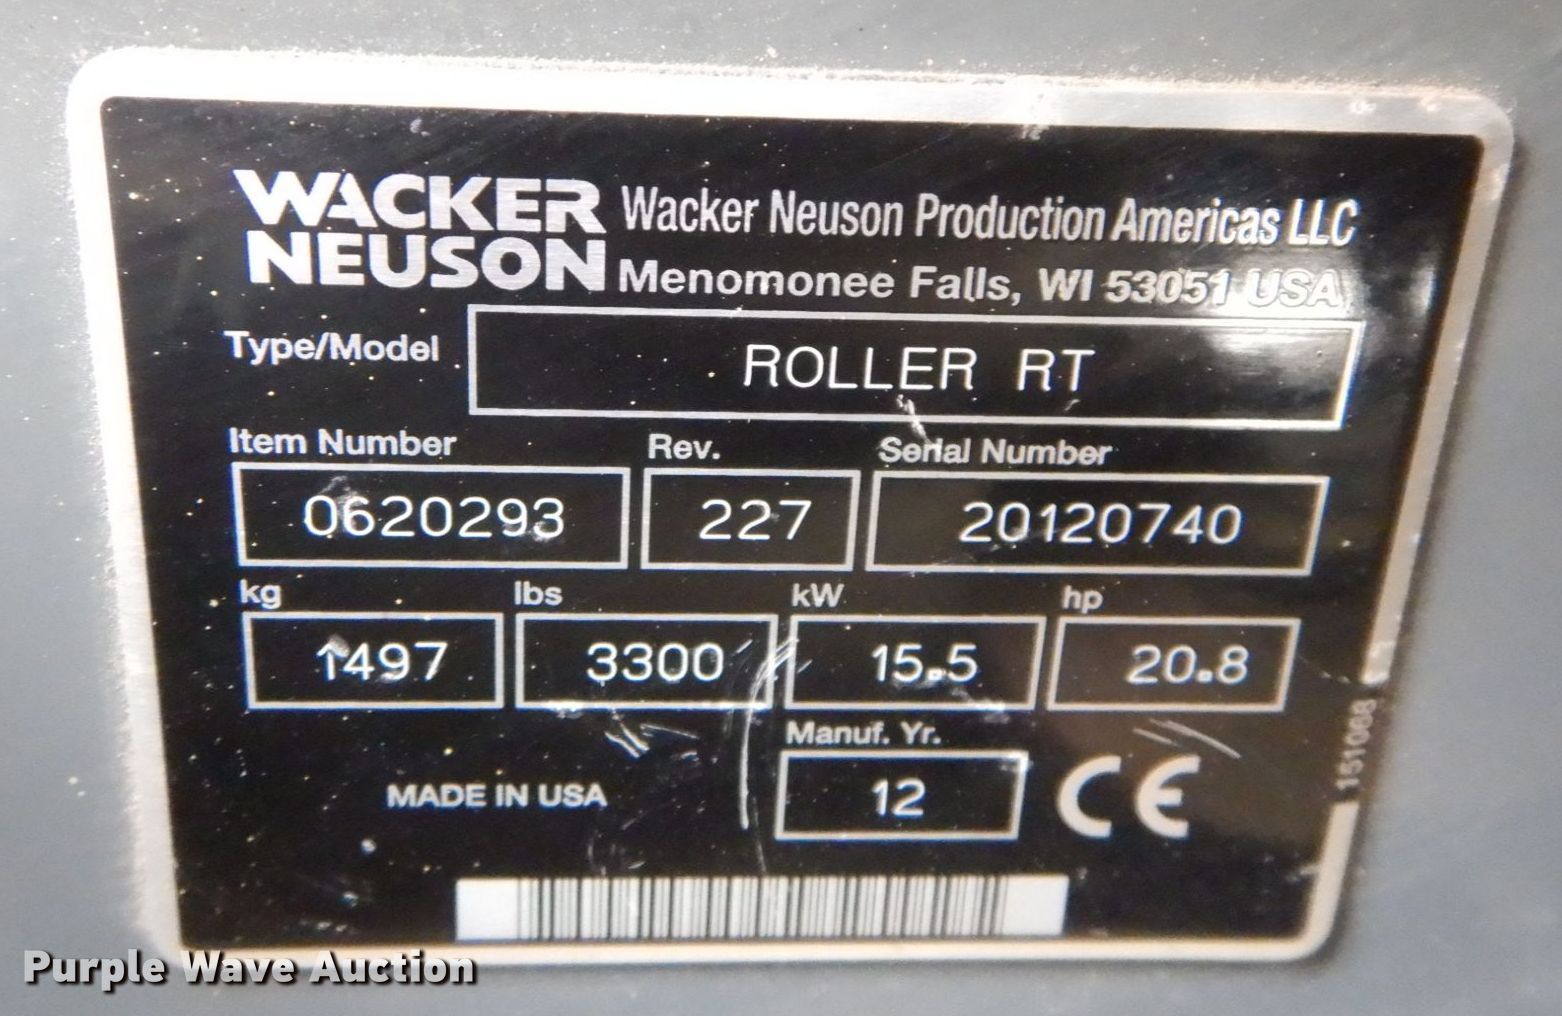 WACKER
NEUSON
Wacker Neuson Production Americas LLC
Menomonee Falls, WI 53051 USA
Type/Model ROLLER RT
Item Number Rev. Serial Number
0620293 227 20120740
kg lbs kW hp
1497 3300 15.5 20.8
Manuf. Yr.
MADE IN USA 12 CE
151068
Purple Wave Auction